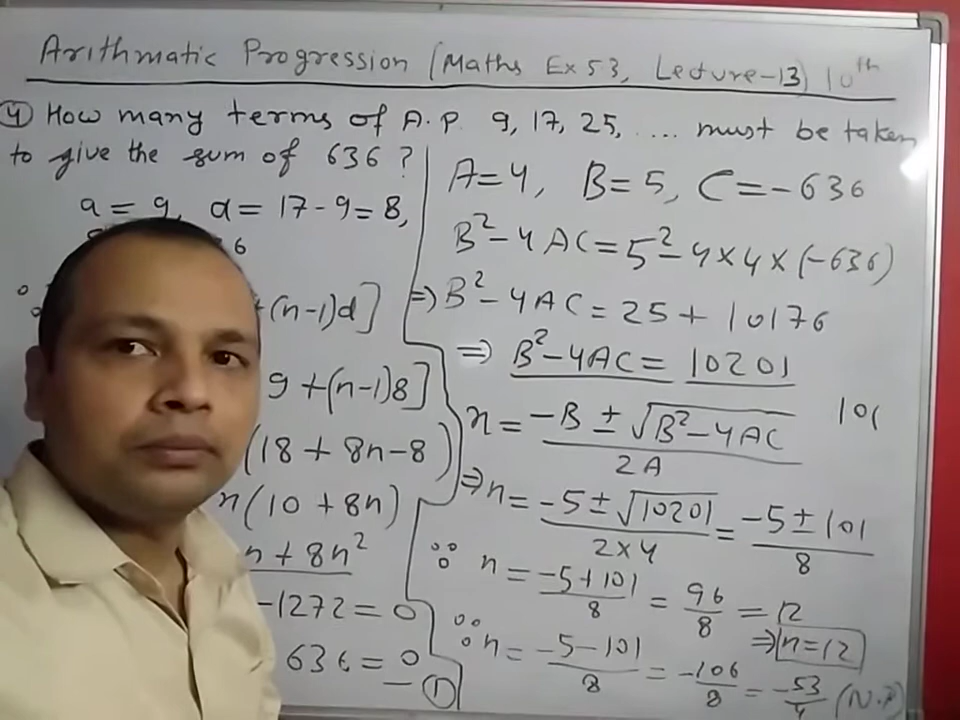 Arithmatic Progression (Maths Ex 53, Lecture-13) 10th
④ How many terms of A.P. 9, 17, 25, .... must be taken
to give the sum of 636?
a = 9, d = 17-9=8,
6
+(n-1)d]
9 +(n-1)8]
(18 + 8n-8)
n(10 + 8n)
n + 8n²
-1272 = 0
636 = 0
—①
A=4, B=5, C=-636
B²-4AC=5²-4×4×(-636)
⇒B²-4AC=25+10176
⇒ B²-4AC= 10201
n = -B ± √B²-4AC / 2A
101
⇒n= -5±√10201 / 2×4 = -5±101 / 8
∴ n = -5+101 / 8 = 96 / 8 = 12
⇒n=12
∴n= -5-101 / 8 = -106 / 8 = -53 / 4 (N.P)